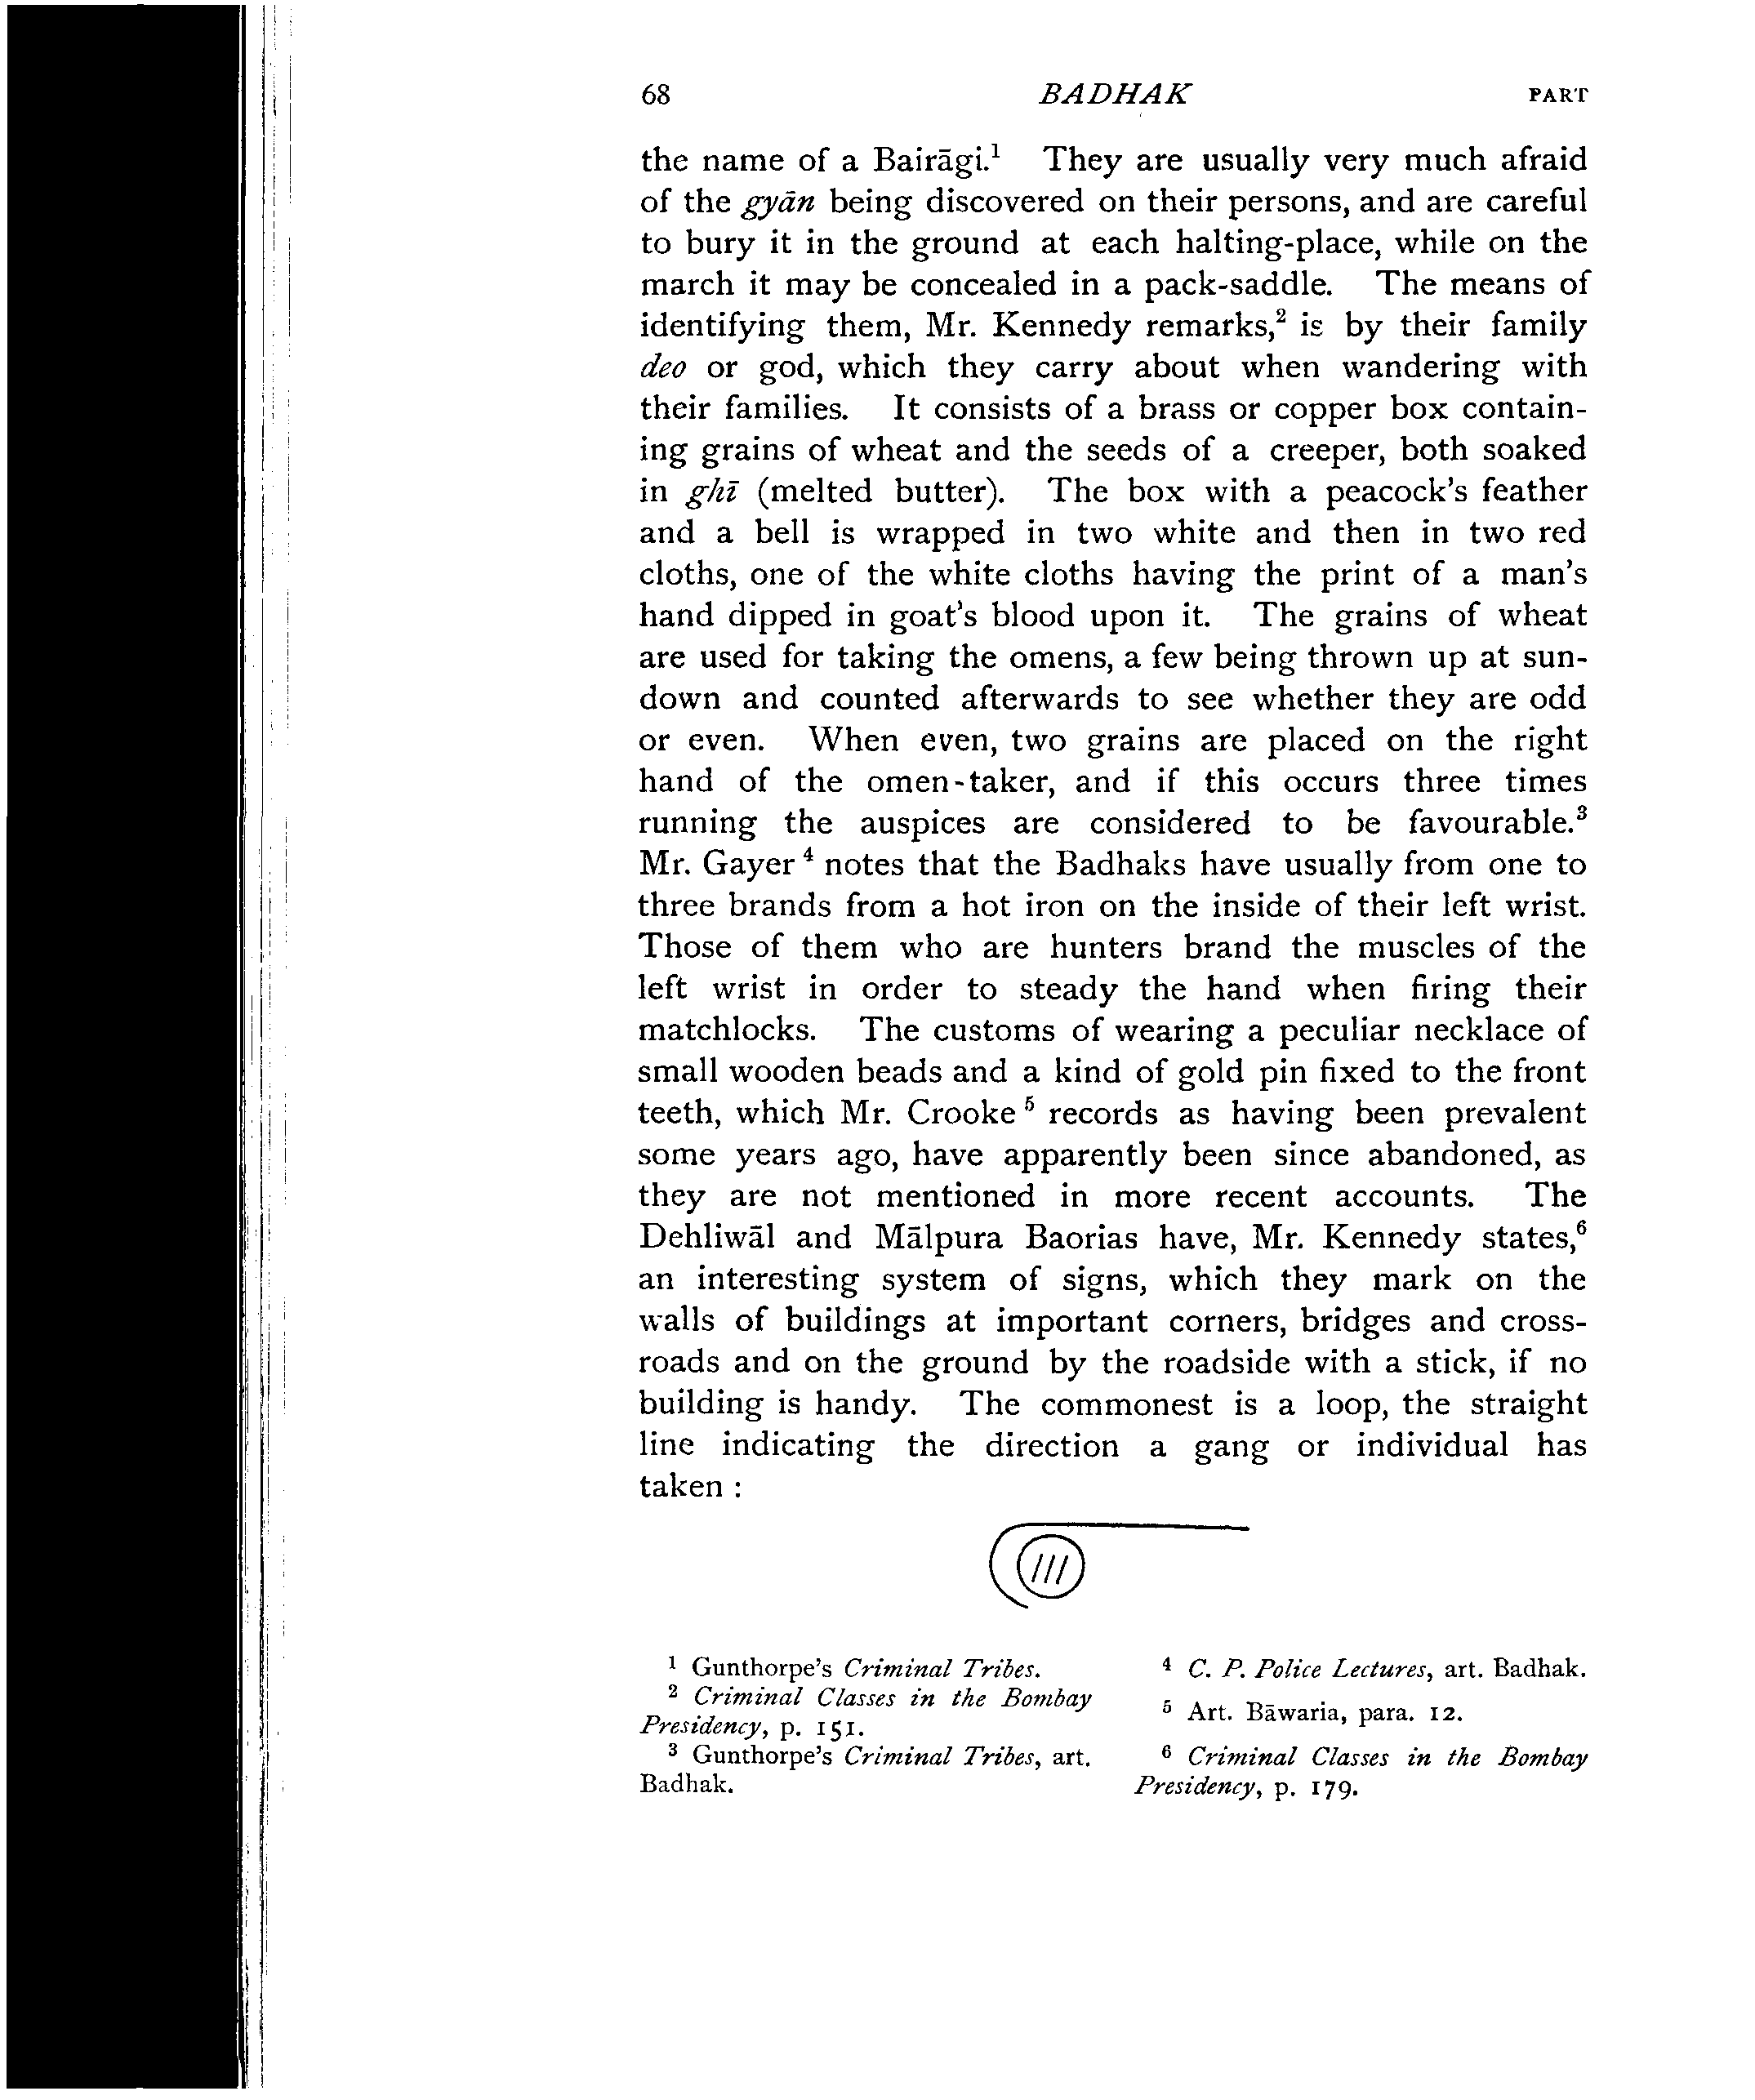 68 BADHAK PART
the name of a Bairāgi.¹ They are usually very much afraid
of the gyān being discovered on their persons, and are careful
to bury it in the ground at each halting-place, while on the
march it may be concealed in a pack-saddle. The means of
identifying them, Mr. Kennedy remarks,² is by their family
deo or god, which they carry about when wandering with
their families. It consists of a brass or copper box contain-
ing grains of wheat and the seeds of a creeper, both soaked
in ghī (melted butter). The box with a peacock's feather
and a bell is wrapped in two white and then in two red
cloths, one of the white cloths having the print of a man's
hand dipped in goat's blood upon it. The grains of wheat
are used for taking the omens, a few being thrown up at sun-
down and counted afterwards to see whether they are odd
or even. When even, two grains are placed on the right
hand of the omen-taker, and if this occurs three times
running the auspices are considered to be favourable.³
Mr. Gayer ⁴ notes that the Badhaks have usually from one to
three brands from a hot iron on the inside of their left wrist.
Those of them who are hunters brand the muscles of the
left wrist in order to steady the hand when firing their
matchlocks. The customs of wearing a peculiar necklace of
small wooden beads and a kind of gold pin fixed to the front
teeth, which Mr. Crooke ⁵ records as having been prevalent
some years ago, have apparently been since abandoned, as
they are not mentioned in more recent accounts. The
Dehliwāl and Mālpura Baorias have, Mr. Kennedy states,⁶
an interesting system of signs, which they mark on the
walls of buildings at important corners, bridges and cross-
roads and on the ground by the roadside with a stick, if no
building is handy. The commonest is a loop, the straight
line indicating the direction a gang or individual has
taken :
¹ Gunthorpe's Criminal Tribes.
² Criminal Classes in the Bombay
Presidency, p. 151.
³ Gunthorpe's Criminal Tribes, art.
Badhak.
⁴ C. P. Police Lectures, art. Badhak.
⁵ Art. Bāwaria, para. 12.
⁶ Criminal Classes in the Bombay
Presidency, p. 179.